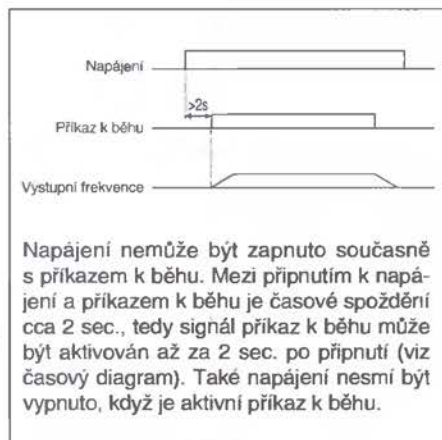 Napájení
>2s
Příkaz k běhu
Vystupní frekvence
Napájení nemůže být zapnuto současně
s příkazem k běhu. Mezi připnutím k napá-
jení a příkazem k běhu je časové spoždění
cca 2 sec., tedy signál příkaz k běhu může
být aktivován až za 2 sec. po připnutí (viz
časový diagram). Také napájení nesmí být
vypnuto, když je aktivní příkaz k běhu.